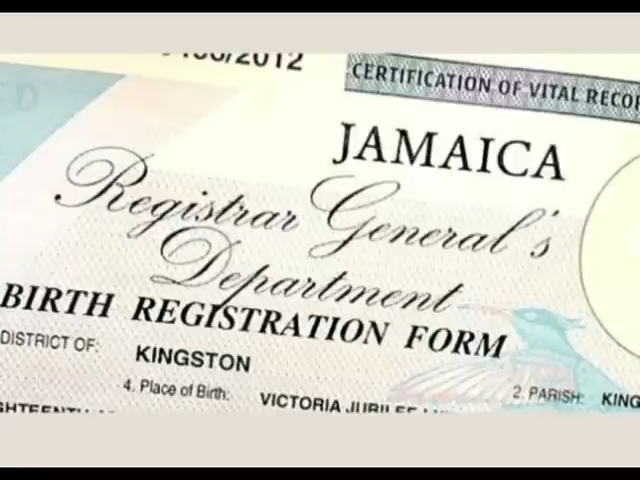 /2012
CERTIFICATION OF VITAL RECOR
JAMAICA
Registrar General's
Department
BIRTH REGISTRATION FORM
DISTRICT OF: KINGSTON
4. Place of Birth: VICTORIA JUBILEE
2. PARISH: KING